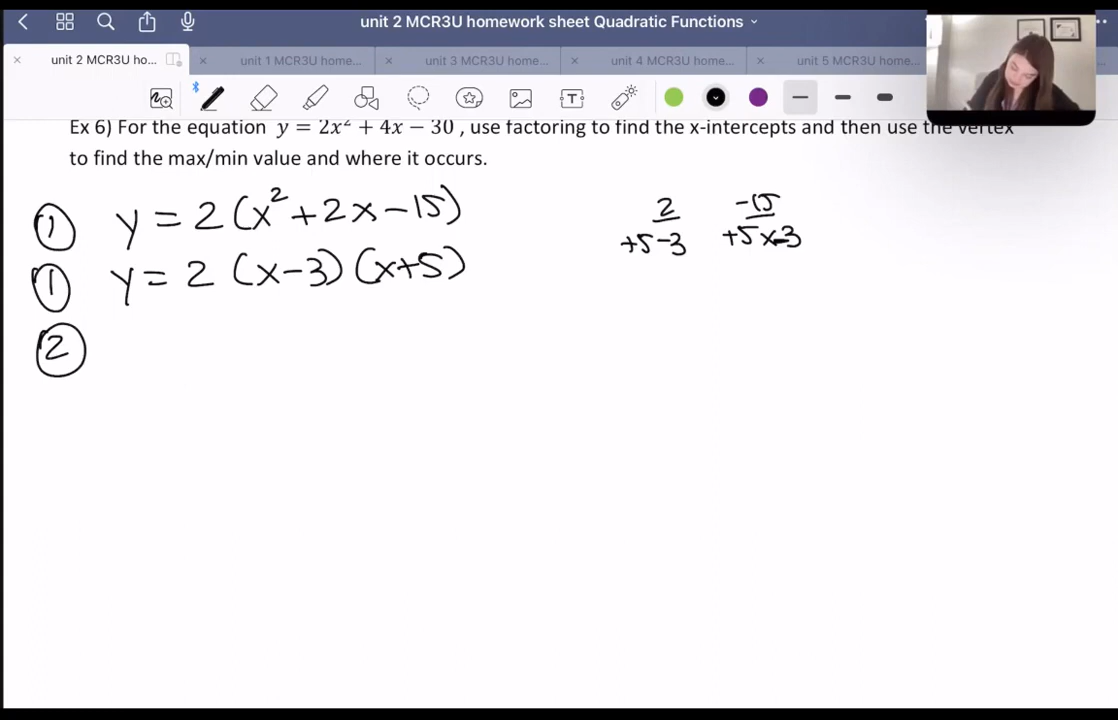 unit 2 MCR3U homework sheet Quadratic Functions
unit 2 MCR3U ho...
unit 1 MCR3U home...
unit 3 MCR3U home...
unit 4 MCR3U home...
unit 5 MCR3U home...
Ex 6) For the equation y = 2x² + 4x − 30 , use factoring to find the x-intercepts and then use the vertex
to find the max/min value and where it occurs.
① y = 2(x²+2x−15)
2 −15
+5−3 +5x−3
① y = 2 (x−3)(x+5)
②